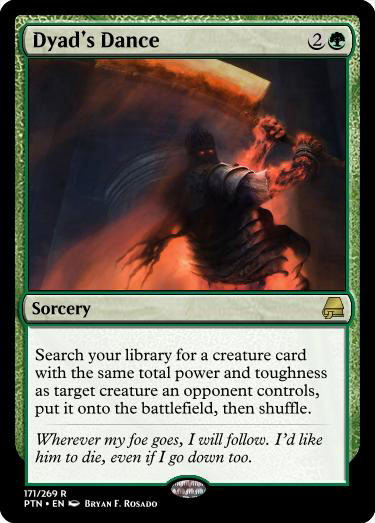 Dyad's Dance 2
Sorcery
Search your library for a creature card
with the same total power and toughness
as target creature an opponent controls,
put it onto the battlefield, then shuffle.
Wherever my foe goes, I will follow. I'd like
him to die, even if I go down too.
171/269 R
PTN • EN Bryan F. Rosado